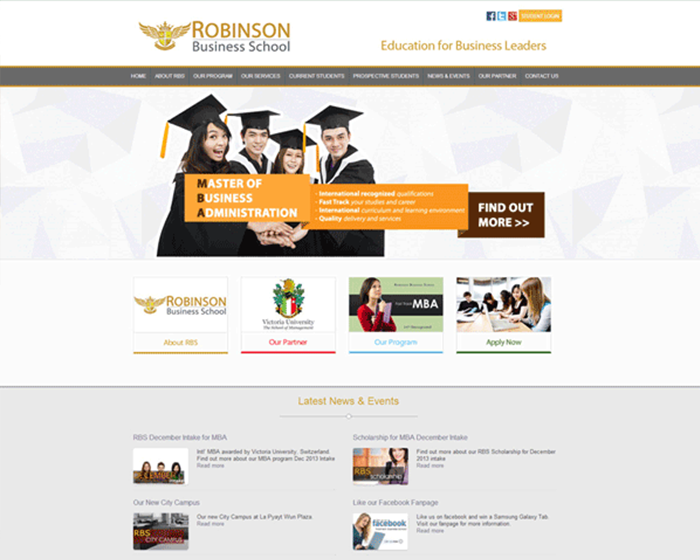 ROBINSON
Business School
STUDENT LOGIN
Education for Business Leaders
HOME ABOUT RBS OUR PROGRAM OUR SERVICES CURRENT STUDENTS PROSPECTIVE STUDENTS NEWS & EVENTS OUR PARTNER CONTACT US
MASTER OF
BUSINESS
ADMINISTRATION
- International recognized qualifications
- Fast Track your studies and career
- International curriculum and learning environment
- Quality delivery and services
FIND OUT
MORE >>
ROBINSON
Business School
About RBS
Victoria University
The School of Management
Our Partner
MBA
Our Program
Apply Now
Latest News & Events
RBS December Intake for MBA
Intl' MBA awarded by Victoria University, Switzerland.
Find out more about our MBA program Dec 2013 Intake
Read more
Scholarship for MBA December Intake
RBS
Find out more about our RBS Scholarship for December
2013 intake
Read more
Our New City Campus
RBS
CITY CAMPUS
Our new City Campus at La Pyayt Wun Plaza.
Read more
Like our Facebook Fanpage
facebook
Like us on facebook and win a Samsung Galaxy Tab.
Visit our fanpage for more information.
Read more